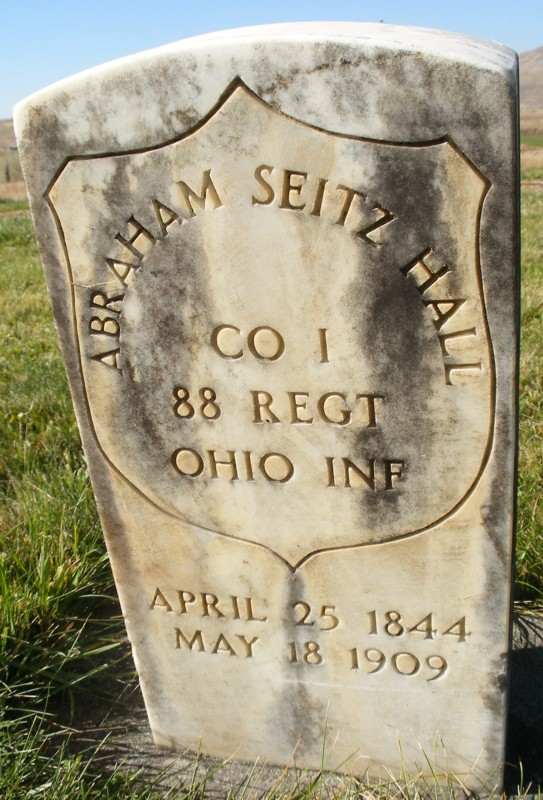 ABRAHAM SEITZ HALL
CO I
88 REGT
OHIO INF
APRIL 25 1844
MAY 18 1909